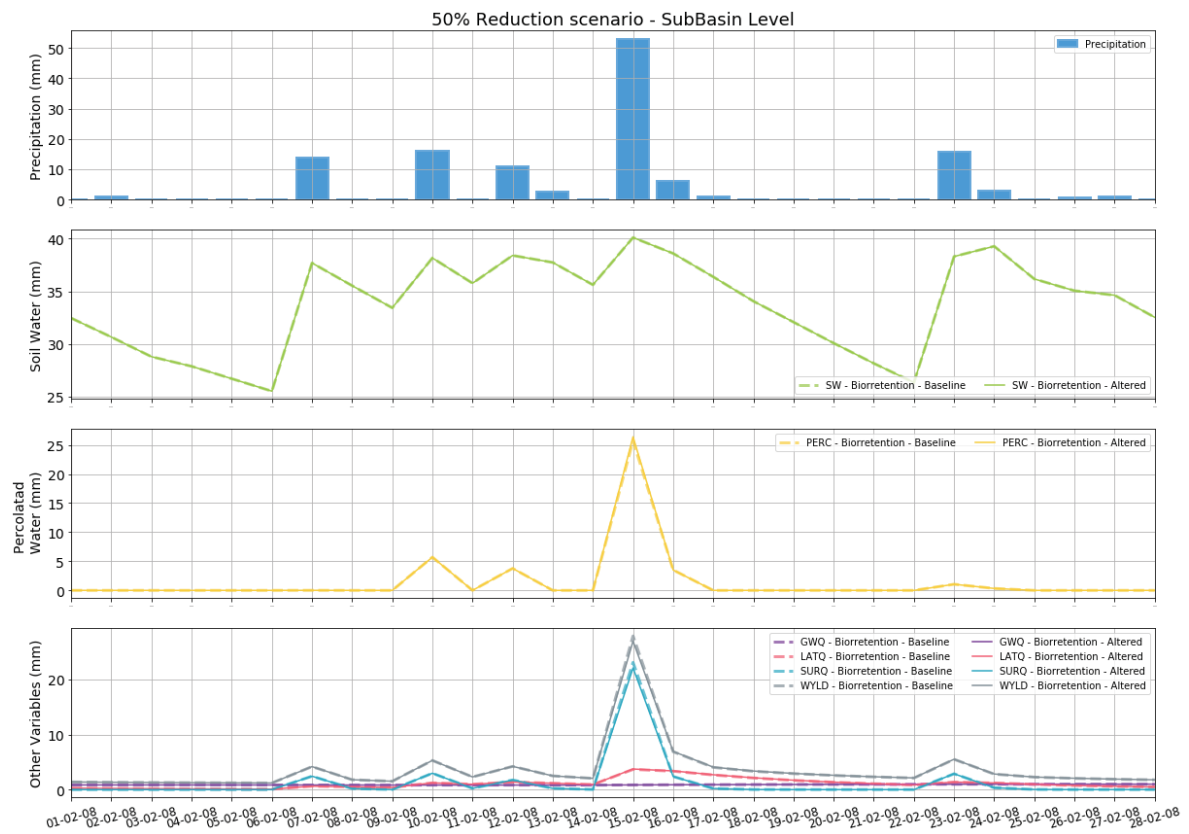 50% Reduction scenario - SubBasin Level
Precipitation (mm)
50
40
30
20
10
0
Precipitation
Soil Water (mm)
40
35
30
25
SW - Biorretention - Baseline SW - Biorretention - Altered
Percolatad
Water (mm)
25
20
15
10
5
0
PERC - Biorretention - Baseline PERC - Biorretention - Altered
Other Variables (mm)
20
10
0
GWQ - Biorretention - Baseline GWQ - Biorretention - Altered
LATQ - Biorretention - Baseline LATQ - Biorretention - Altered
SURQ - Biorretention - Baseline SURQ - Biorretention - Altered
WYLD - Biorretention - Baseline WYLD - Biorretention - Altered
01-02-08 02-02-08 03-02-08 04-02-08 05-02-08 06-02-08 07-02-08 08-02-08 09-02-08 10-02-08 11-02-08 12-02-08 13-02-08 14-02-08 15-02-08 16-02-08 17-02-08 18-02-08 19-02-08 20-02-08 21-02-08 22-02-08 23-02-08 24-02-08 25-02-08 26-02-08 27-02-08 28-02-08